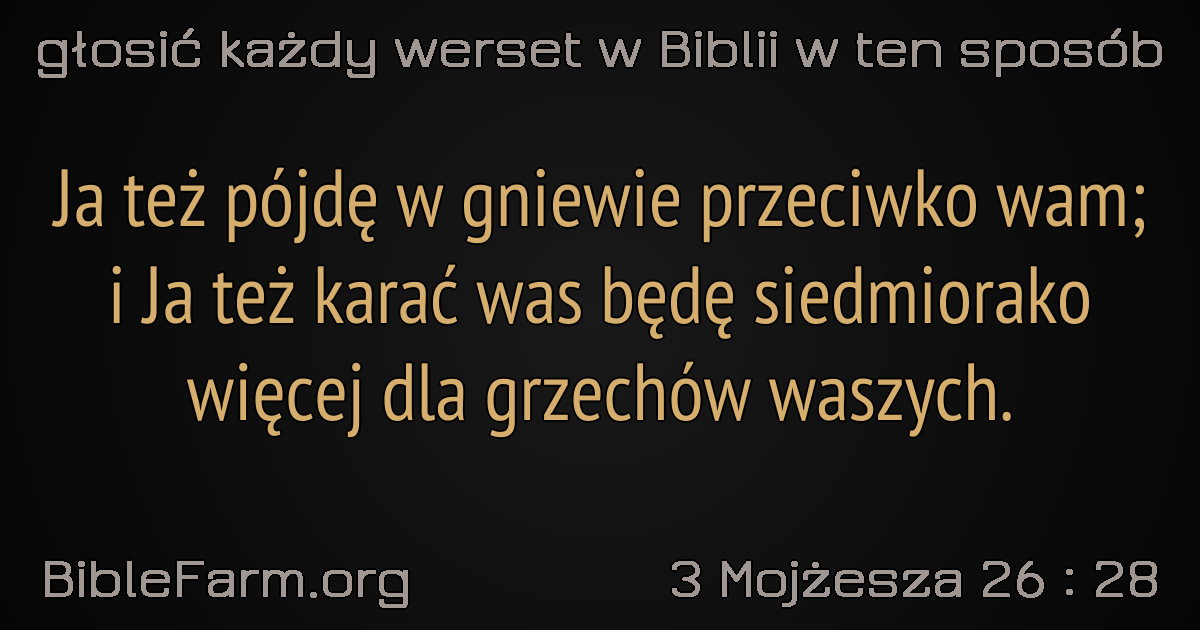 głosić każdy werset w Biblii w ten sposób
Ja też pójdę w gniewie przeciwko wam;
i Ja też karać was będę siedmiorako
więcej dla grzechów waszych.
BibleFarm.org
3 Mojżesza 26 : 28